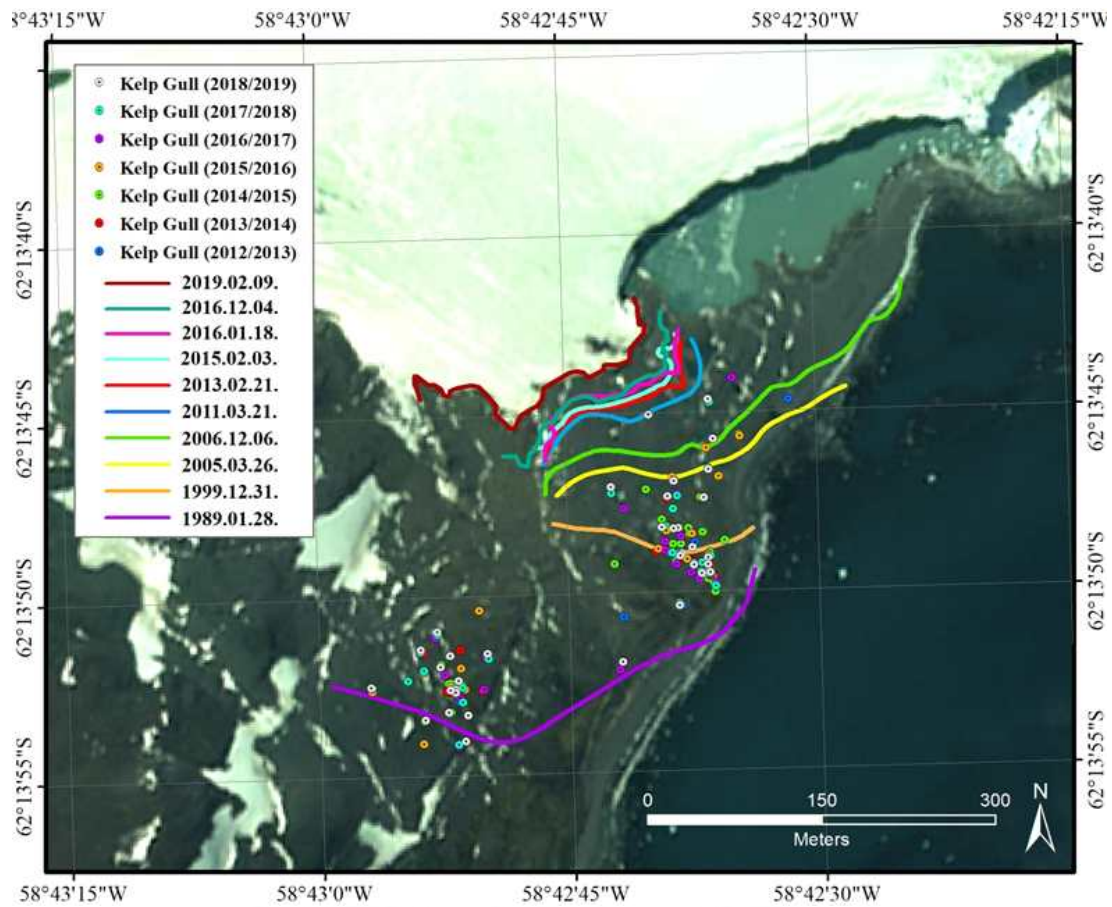 58°43'15"W 58°43'0"W 58°42'45"W 58°42'30"W 58°42'15"W
Kelp Gull (2018/2019)
Kelp Gull (2017/2018)
Kelp Gull (2016/2017)
Kelp Gull (2015/2016)
Kelp Gull (2014/2015)
Kelp Gull (2013/2014)
Kelp Gull (2012/2013)
2019.02.09.
2016.12.04.
2016.01.18.
2015.02.03.
2013.02.21.
2011.03.21.
2006.12.06.
2005.03.26.
1999.12.31.
1989.01.28.
62°13'40"S
62°13'45"S
62°13'50"S
62°13'55"S
62°13'40"S
62°13'45"S
62°13'50"S
62°13'55"S
0 150 300
Meters
N
58°43'15"W 58°43'0"W 58°42'45"W 58°42'30"W